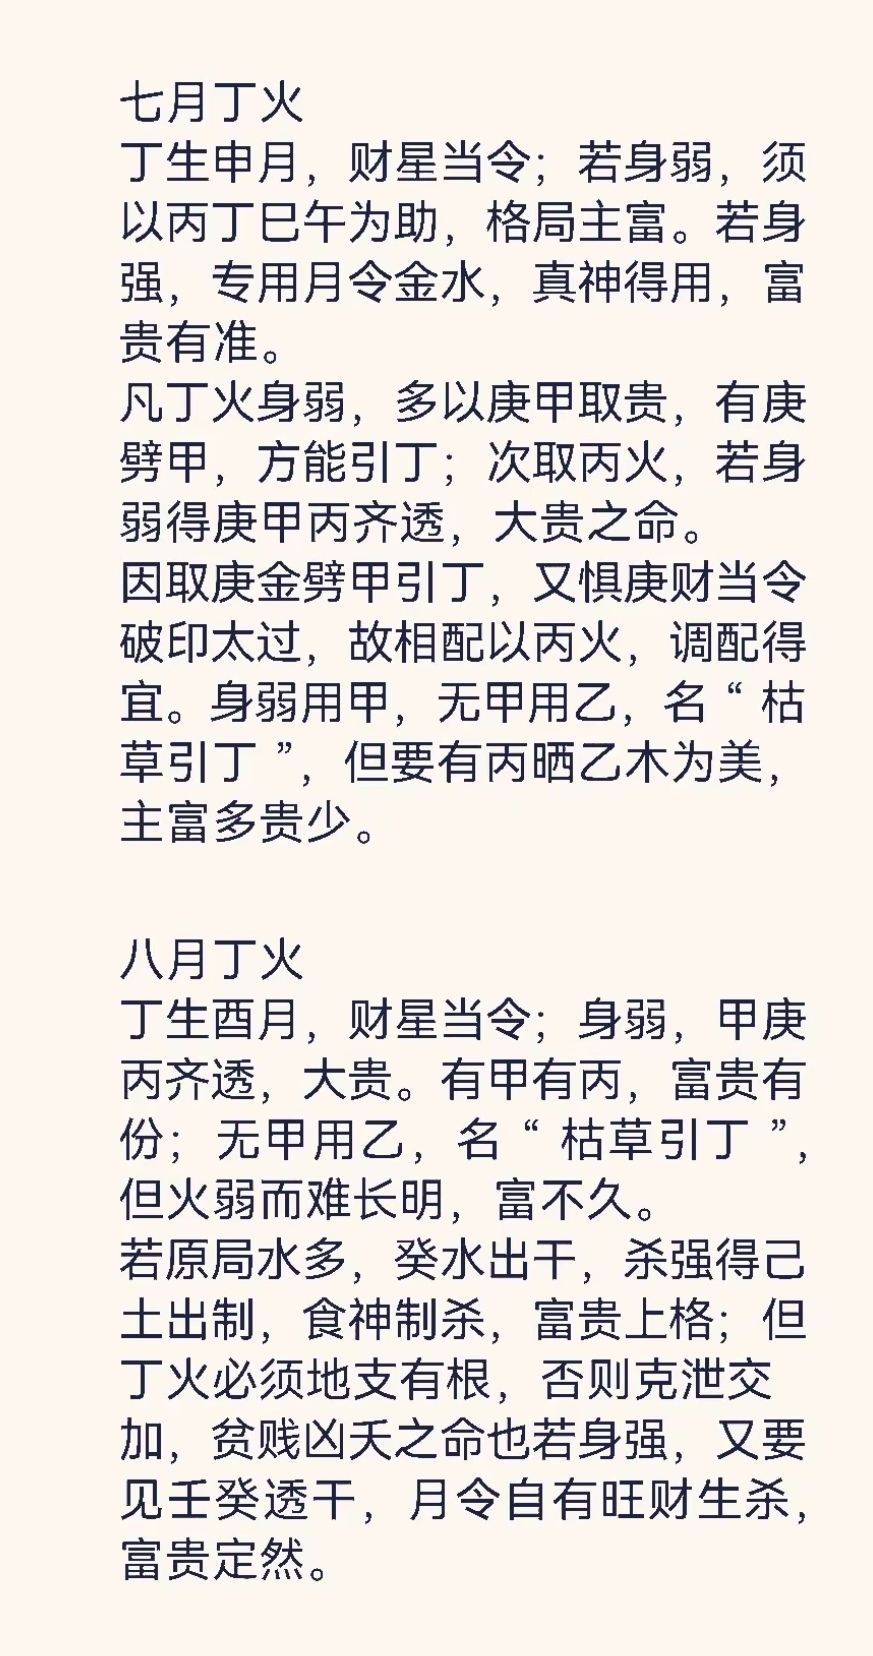 七月丁火
丁生申月，财星当令；若身弱，须
以丙丁巳午为助，格局主富。若身
强，专用月令金水，真神得用，富
贵有准。
凡丁火身弱，多以庚甲取贵，有庚
劈甲，方能引丁；次取丙火，若身
弱得庚甲丙齐透，大贵之命。
因取庚金劈甲引丁，又惧庚财当令
破印太过，故相配以丙火，调配得
宜。身弱用甲，无甲用乙，名“枯
草引丁”，但要有丙晒乙木为美，
主富多贵少。
八月丁火
丁生酉月，财星当令；身弱，甲庚
丙齐透，大贵。有甲有丙，富贵有
份；无甲用乙，名“枯草引丁”，
但火弱而难长明，富不久。
若原局水多，癸水出干，杀强得己
土出制，食神制杀，富贵上格；但
丁火必须地支有根，否则克泄交
加，贫贱凶夭之命也若身强，又要
见壬癸透干，月令自有旺财生杀，
富贵定然。